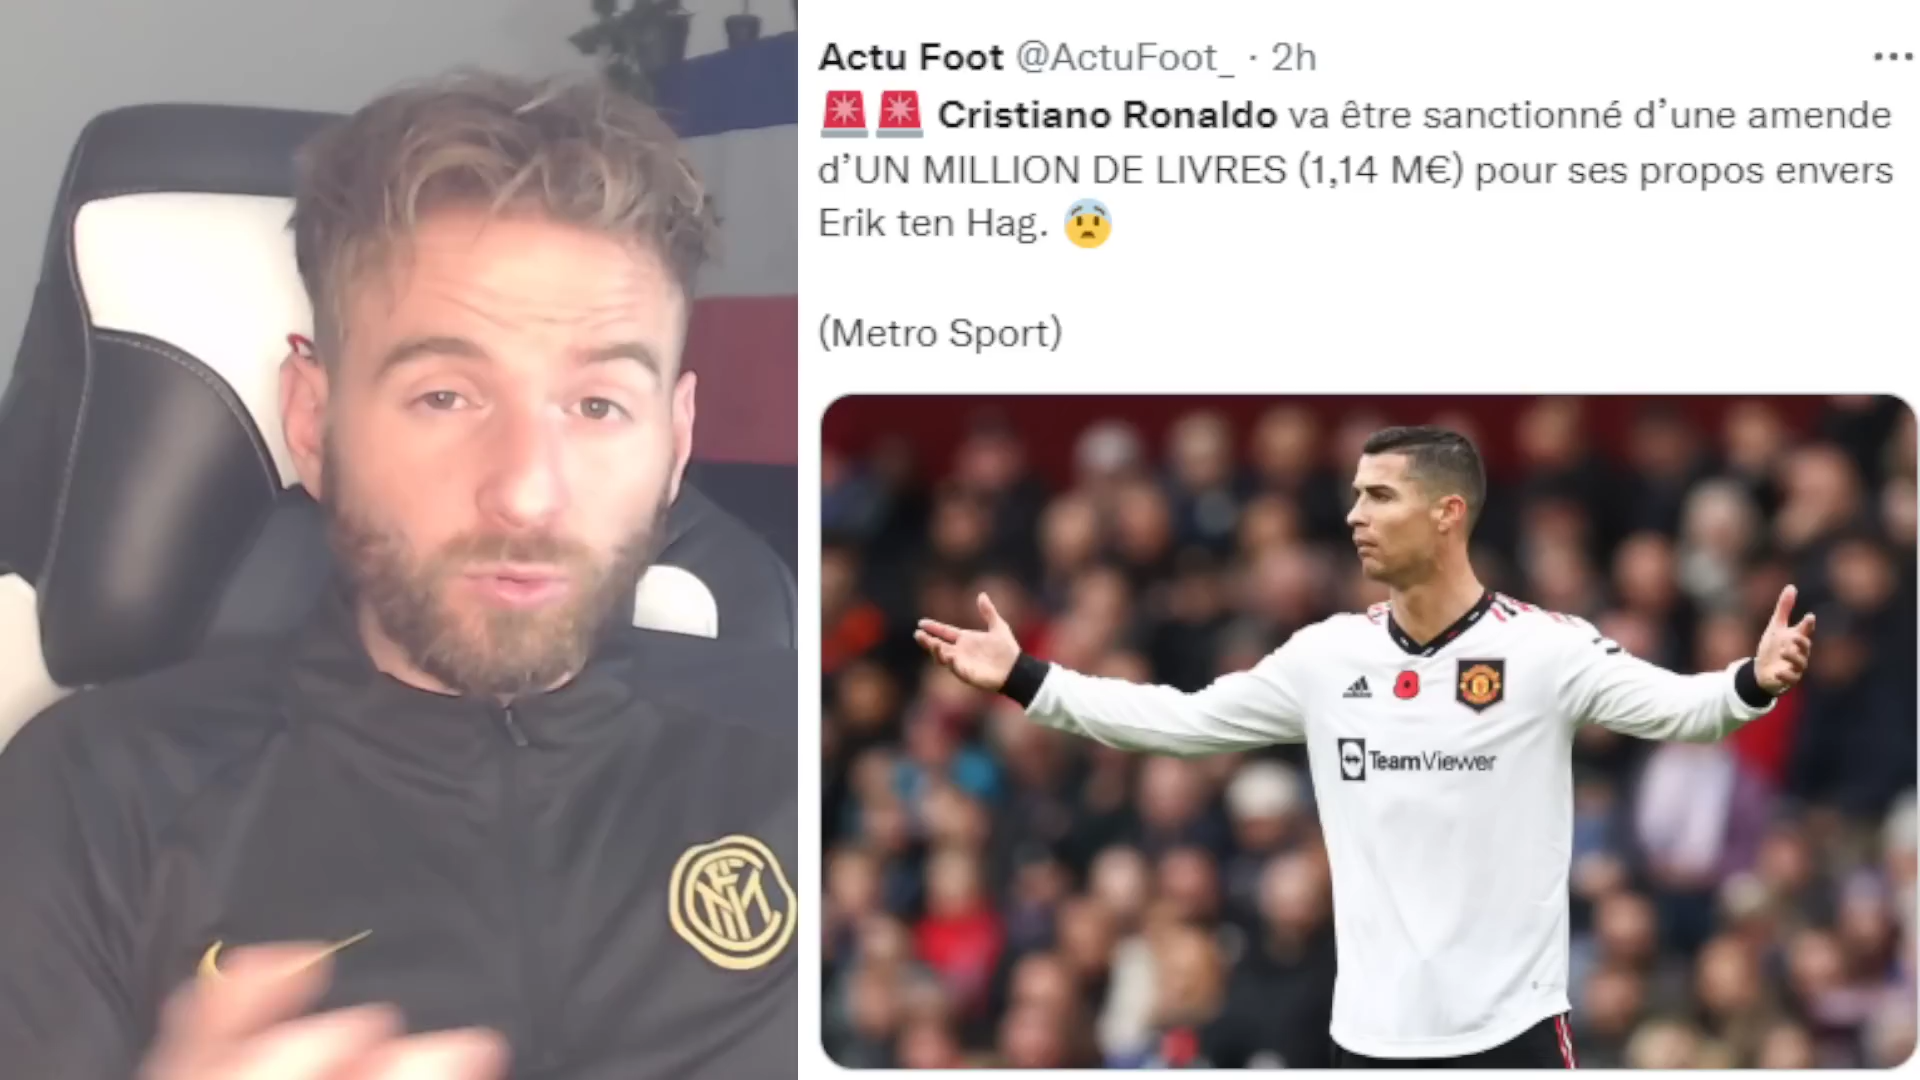 Actu Foot @ActuFoot_ · 2h
🚨🚨 Cristiano Ronaldo va être sanctionné d’une amende
d’UN MILLION DE LIVRES (1,14 M€) pour ses propos envers
Erik ten Hag. 😨
(Metro Sport)
adidas
TeamViewer